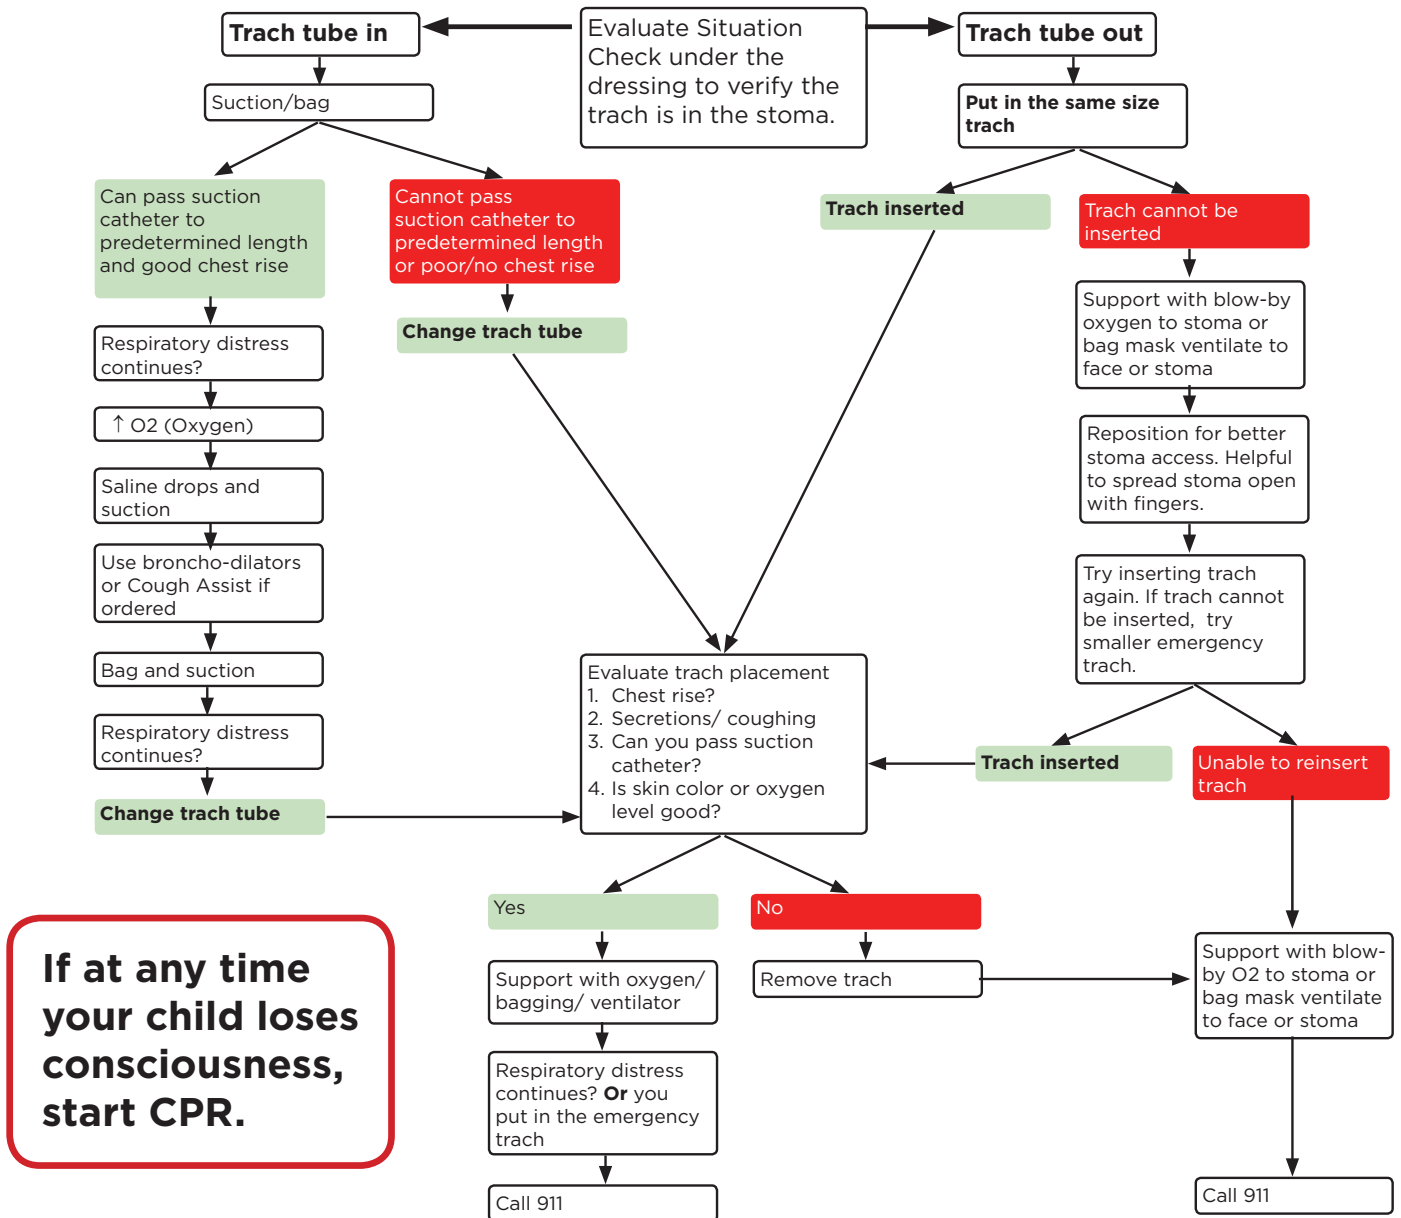 Evaluate Situation
Check under the
dressing to verify the
trach is in the stoma.
Trach tube in
Suction/bag
Can pass suction
catheter to
predetermined length
and good chest rise
Respiratory distress
continues?
↑ O2 (Oxygen)
Saline drops and
suction
Use broncho-dilators
or Cough Assist if
ordered
Bag and suction
Respiratory distress
continues?
Change trach tube
Cannot pass
suction catheter to
predetermined length
or poor/no chest rise
Change trach tube
Trach tube out
Put in the same size
trach
Trach inserted
Trach cannot be
inserted
Support with blow-by
oxygen to stoma or
bag mask ventilate to
face or stoma
Reposition for better
stoma access. Helpful
to spread stoma open
with fingers.
Try inserting trach
again. If trach cannot
be inserted, try
smaller emergency
trach.
Trach inserted
Unable to reinsert
trach
Evaluate trach placement
1. Chest rise?
2. Secretions/ coughing
3. Can you pass suction
catheter?
4. Is skin color or oxygen
level good?
Yes
Support with oxygen/
bagging/ ventilator
Respiratory distress
continues? Or you
put in the emergency
trach
Call 911
No
Remove trach
Support with blow-
by O2 to stoma or
bag mask ventilate
to face or stoma
Call 911
If at any time
your child loses
consciousness,
start CPR.